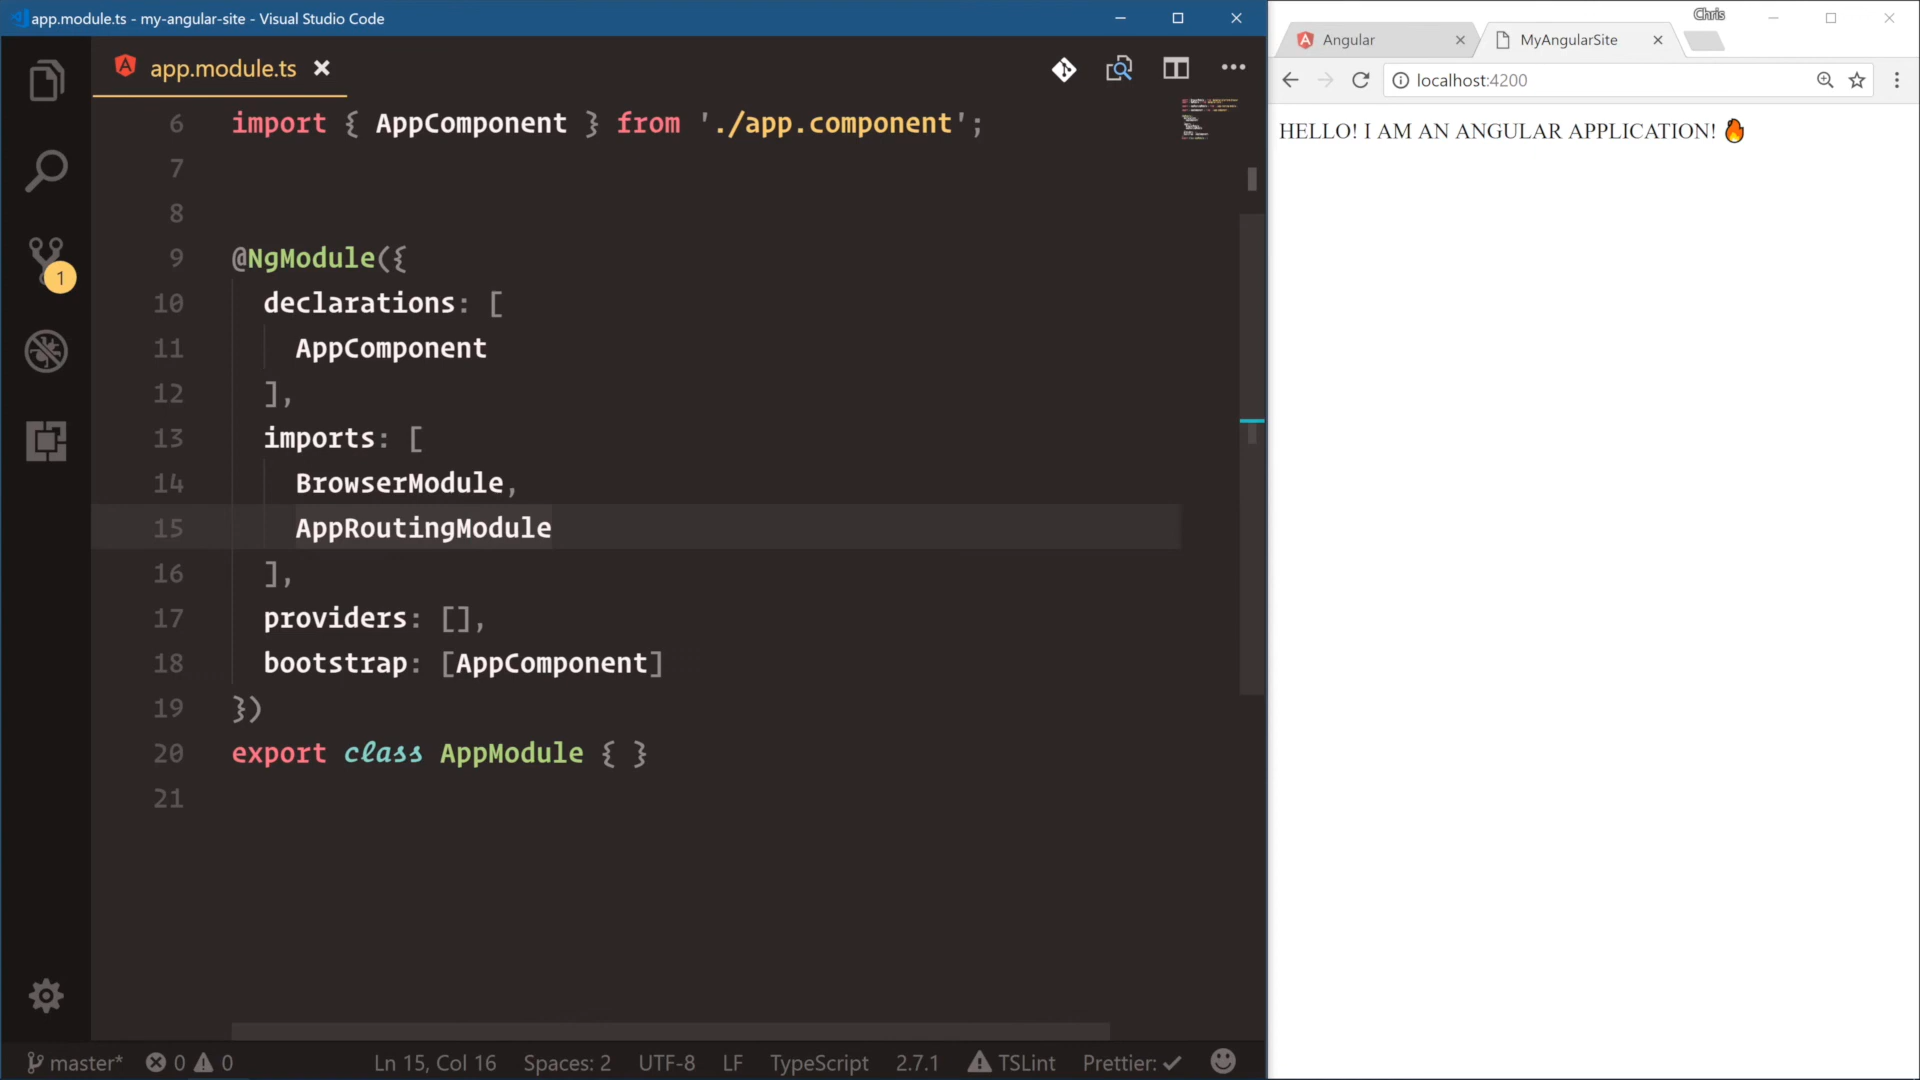 app.module.ts - my-angular-site - Visual Studio Code
app.module.ts
6 import { AppComponent } from './app.component';
7
8
9 @NgModule({
10 declarations: [
11 AppComponent
12 ],
13 imports: [
14 BrowserModule,
15 AppRoutingModule
16 ],
17 providers: [],
18 bootstrap: [AppComponent]
19 })
20 export class AppModule { }
21
1
master* 0 0 Ln 15, Col 16 Spaces: 2 UTF-8 LF TypeScript 2.7.1 TSLint Prettier: ✓
Chris
Angular MyAngularSite
localhost:4200
HELLO! I AM AN ANGULAR APPLICATION! 🔥